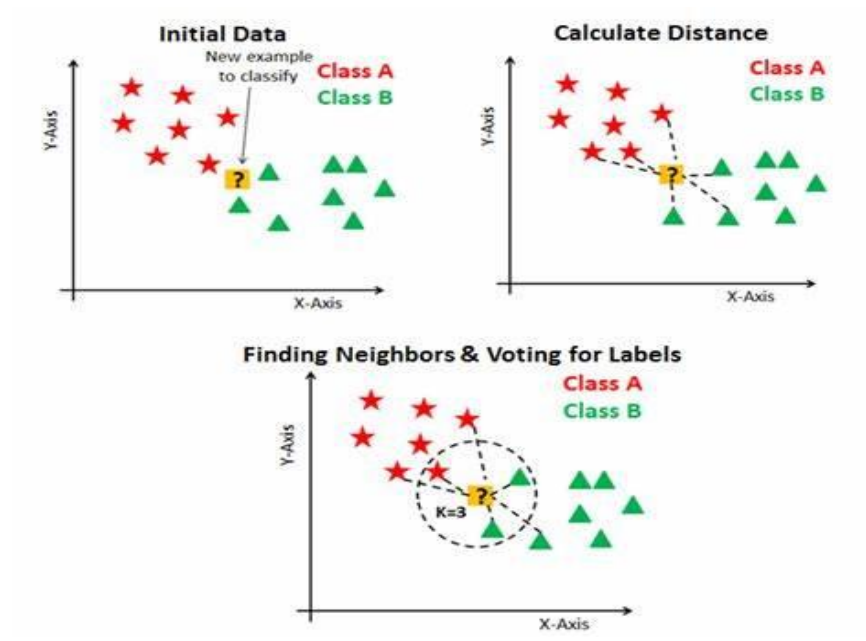 Initial Data
New example
to classify
Class A
Class B
Y-Axis
?
X-Axis
Calculate Distance
Class A
Class B
Y-Axis
?
X-Axis
Finding Neighbors & Voting for Labels
Class A
Class B
Y-Axis
?
K=3
X-Axis